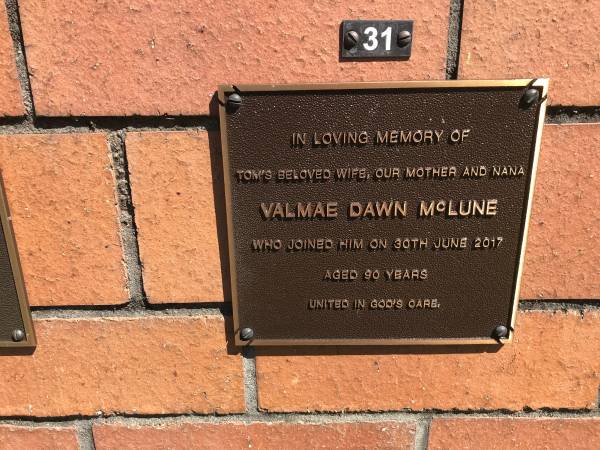 31
IN LOVING MEMORY OF
TOM'S BELOVED WIFE, OUR MOTHER AND NANA
VALMAE DAWN McLUNE
WHO JOINED HIM ON 30TH JUNE 2017
AGED 90 YEARS
UNITED IN GOD'S CARE.